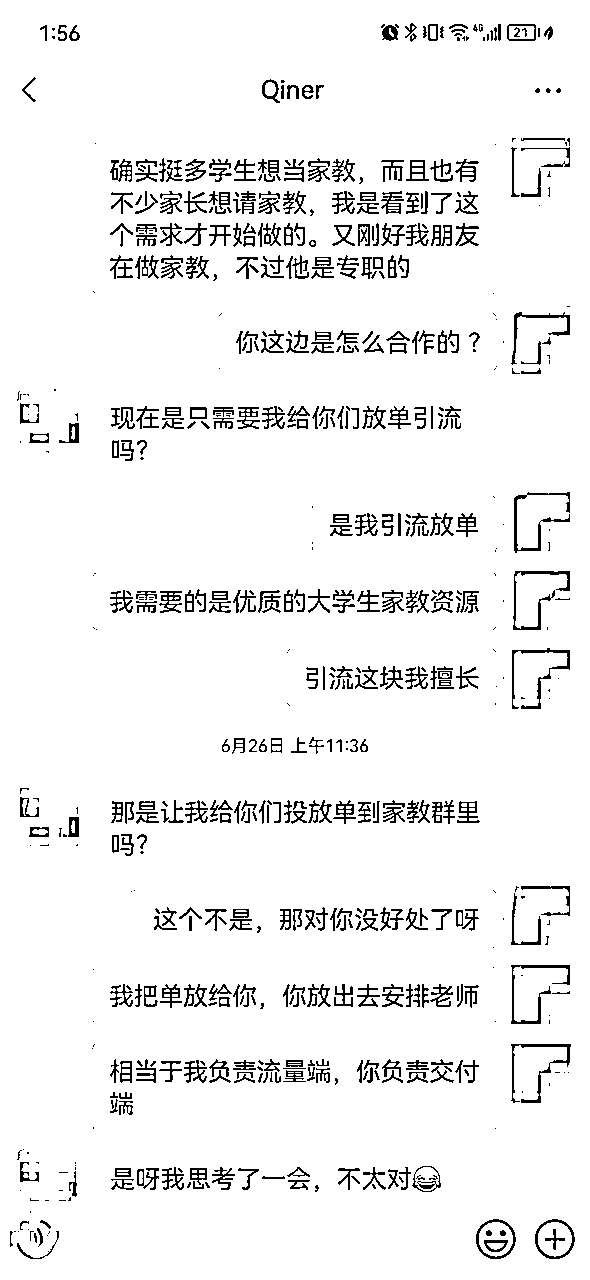 1:56
4G
21
Qiner
确实挺多学生想当家教，而且也有
不少家长想请家教，我是看到了这
个需求才开始做的。又刚好我朋友
在做家教，不过他是专职的
你这边是怎么合作的？
现在是只需要我给你们放单引流
吗？
是我引流放单
我需要的是优质的大学生家教资源
引流这块我擅长
6月26日 上午11:36
那是让我给你们投放单到家教群里
吗？
这个不是，那对你没好处了呀
我把单放给你，你放出去安排老师
相当于我负责流量端，你负责交付
端
是呀我思考了一会，不太对😂